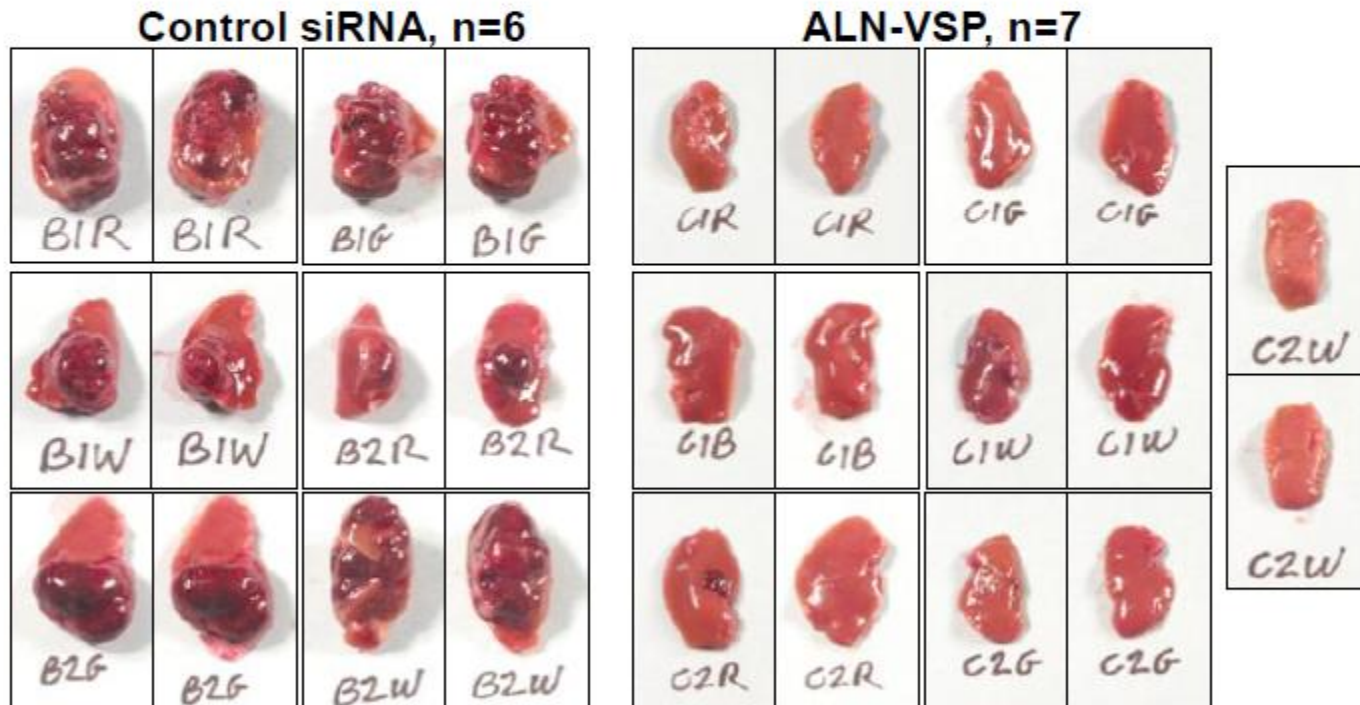 Control siRNA, n=6
ALN-VSP, n=7
B1R B1R B1G B1G
C1R C1R C1G C1G
C2W
B1W B1W B2R B2R
C1B C1B C1W C1W
C2W
B2G B2G B2W B2W
C2R C2R C2G C2G